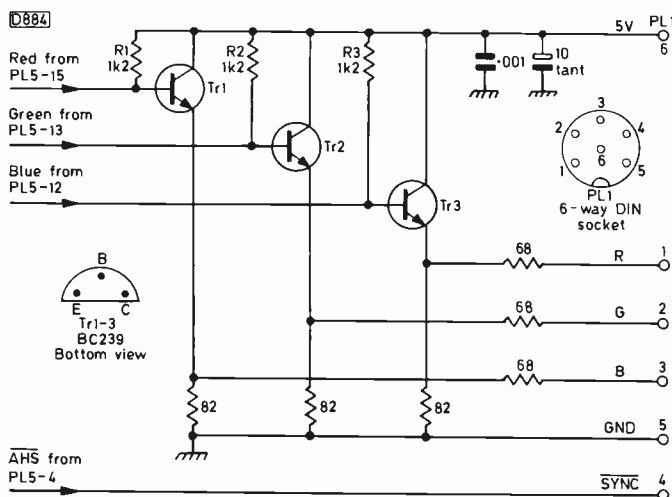 D884
5V
PL1
6
Red from
PL5-15
R1
1k2
R2
1k2
R3
1k2
Tr1
.001
10
tant
Green from
PL5-13
Tr2
Blue from
PL5-12
Tr3
3
2
4
6
1
5
PL1
6-way DIN
socket
68
R
1
B
E
C
Tr1-3
BC239
Bottom view
68
G
2
68
B
3
82
82
82
GND
5
AHS from
PL5-4
SYNC
4